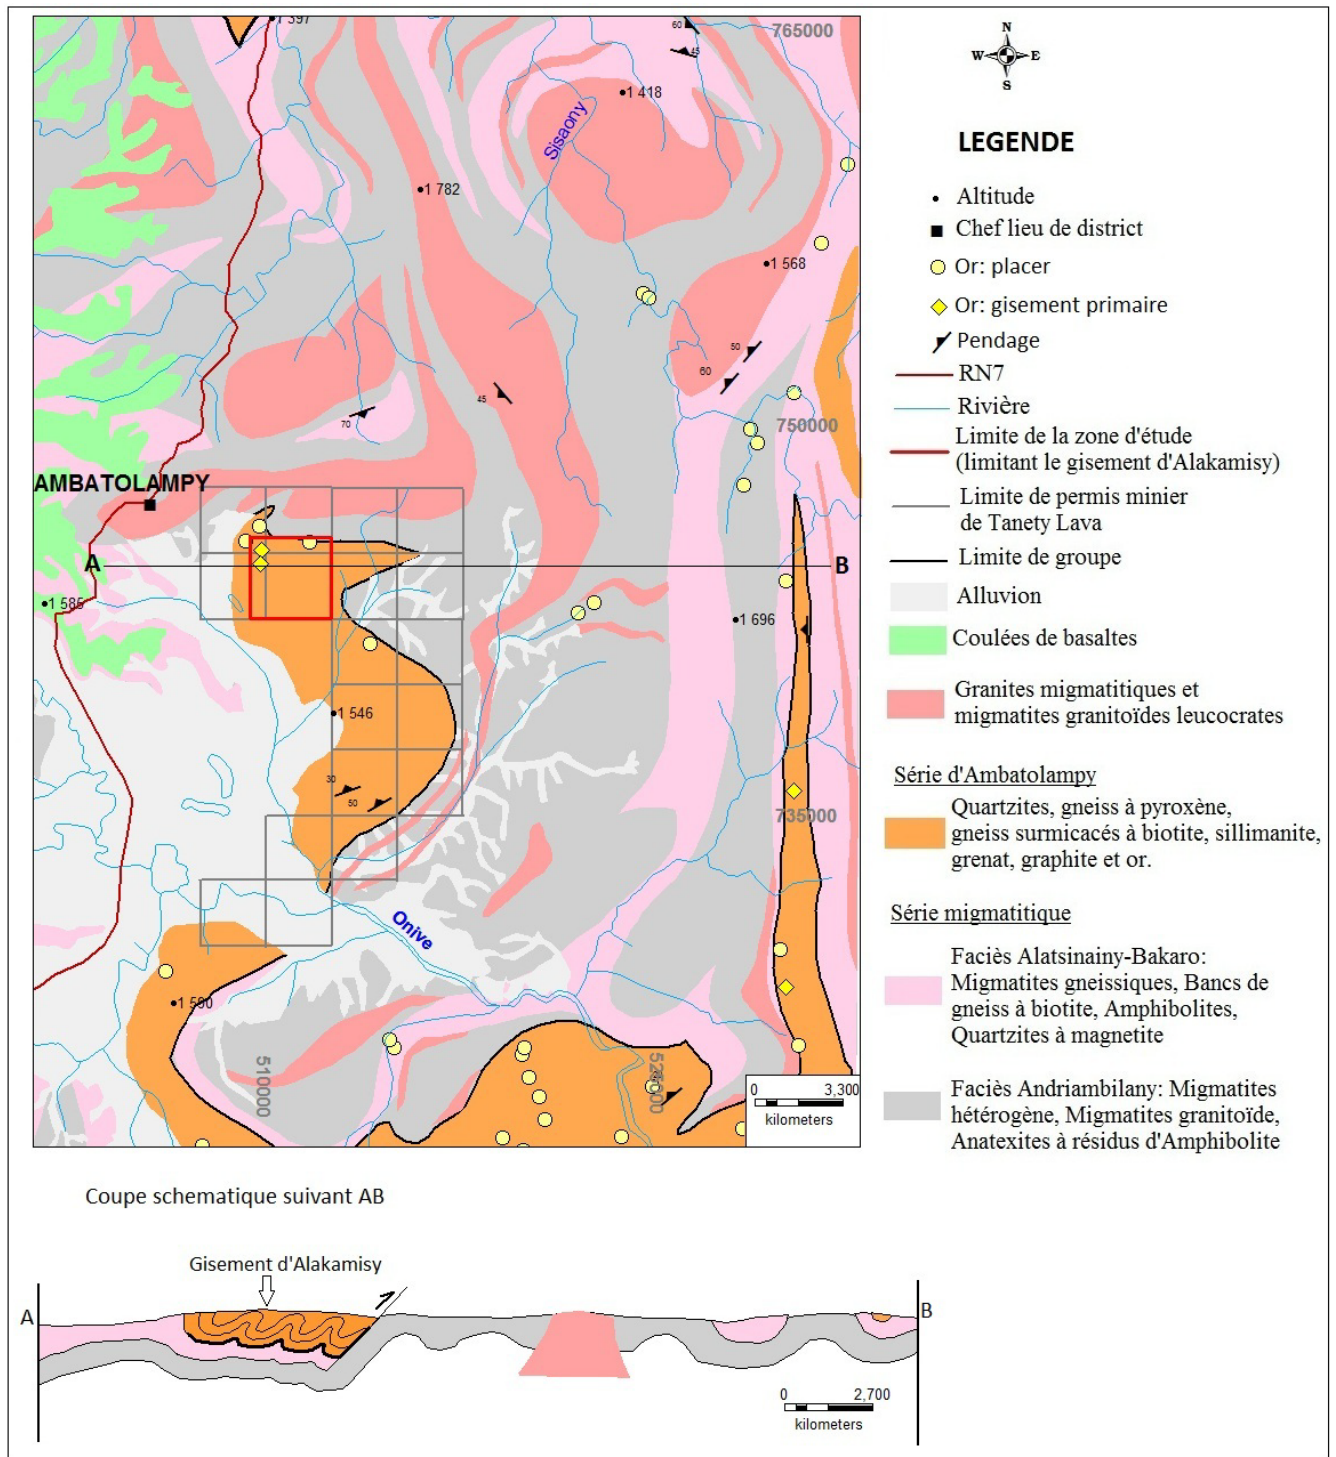 1 397
60
45
765000
1 418
Sisaony
1 782
1 568
50
60
45
70
750000
AMBATOLAMPY
A
B
1 585
1 696
1 546
30
50
735000
Onive
1 590
510000
0 3,300
kilometers
N
W E
S
LEGENDE
Altitude
Chef lieu de district
Or: placer
Or: gisement primaire
Pendage
RN7
Rivière
Limite de la zone d'étude
(limitant le gisement d'Alakamisy)
Limite de permis minier
de Tanety Lava
Limite de groupe
Alluvion
Coulées de basaltes
Granites migmatitiques et
migmatites granitoïdes leucocrates
Série d'Ambatolampy
Quartzites, gneiss à pyroxène,
gneiss surmicacés à biotite, sillimanite,
grenat, graphite et or.
Série migmatitique
Faciès Alatsinainy-Bakaro:
Migmatites gneissiques, Bancs de
gneiss à biotite, Amphibolites,
Quartzites à magnetite
Faciès Andriambilany: Migmatites
hétérogène, Migmatites granitoïde,
Anatexites à résidus d'Amphibolite
Coupe schematique suivant AB
Gisement d'Alakamisy
A
B
0 2,700
kilometers